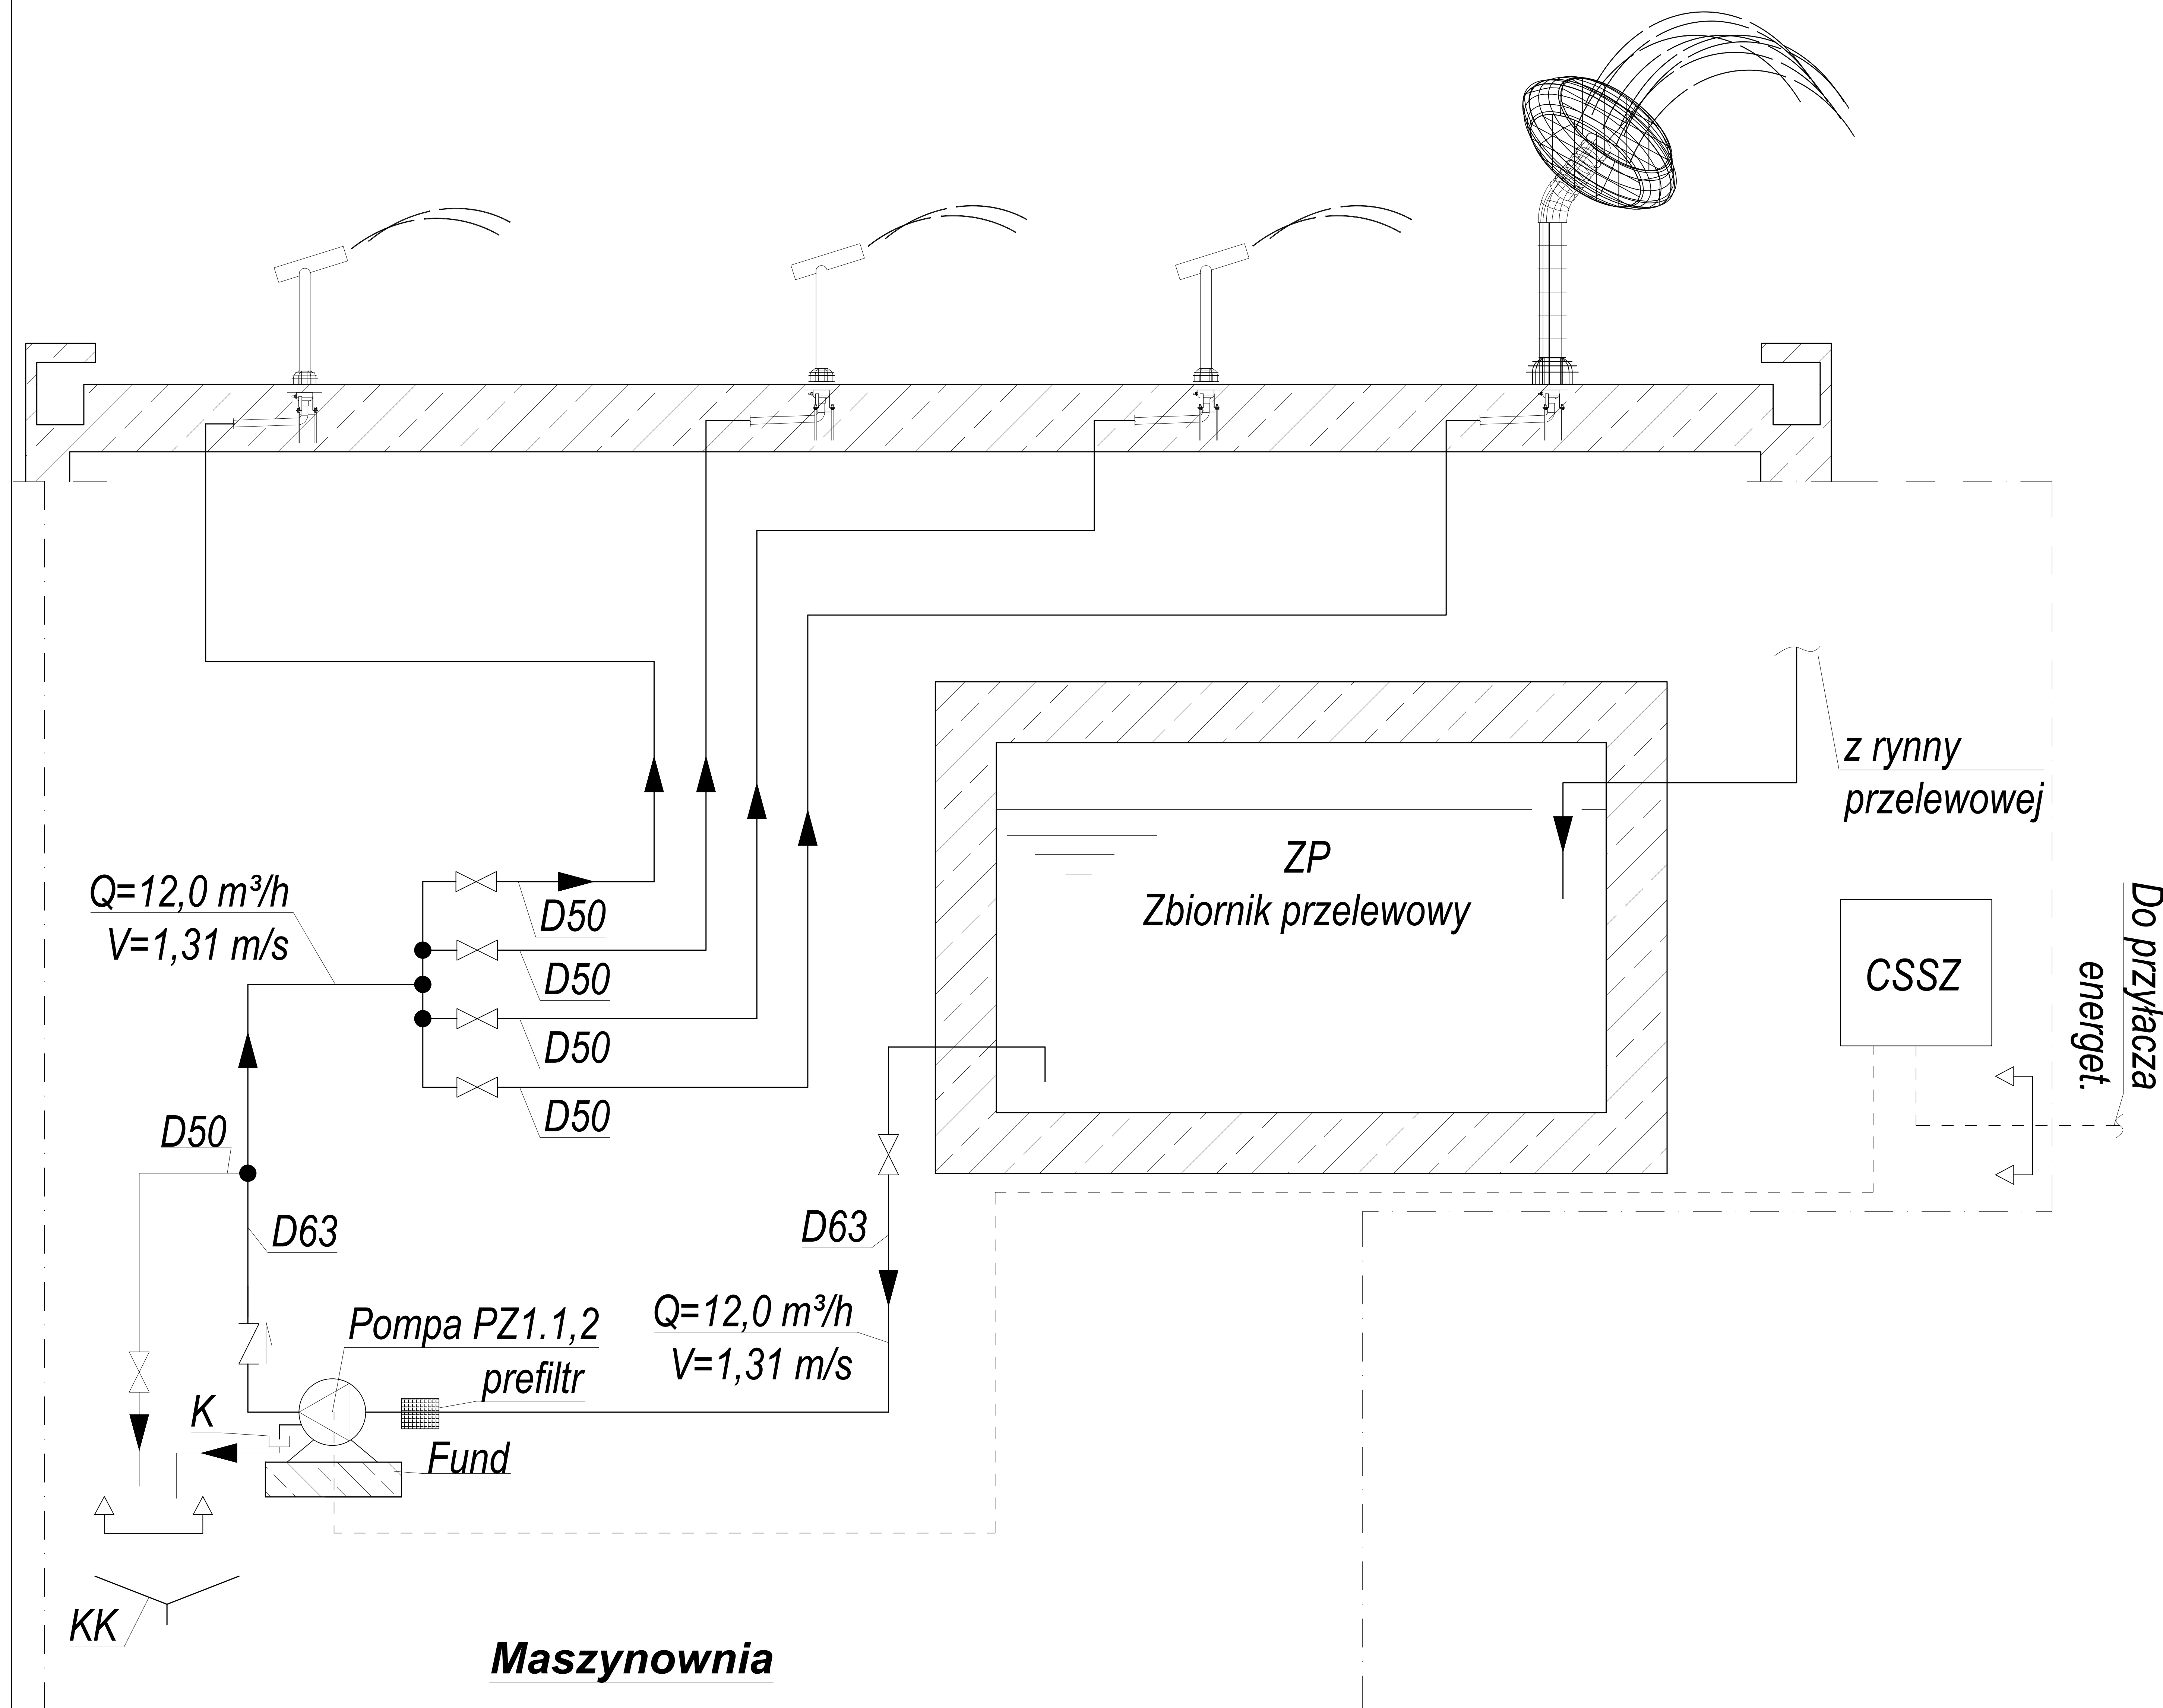 z rynny
przelewowej
ZP
Zbiornik przelewowy
Q=12,0 m³/h
V=1,31 m/s
D50
D50
D50
D50
CSSZ
Do przyłącza
energet.
D50
D63
D63
Q=12,0 m³/h
V=1,31 m/s
Pompa PZ1.1,2
prefiltr
K
Fund
KK
Maszynownia